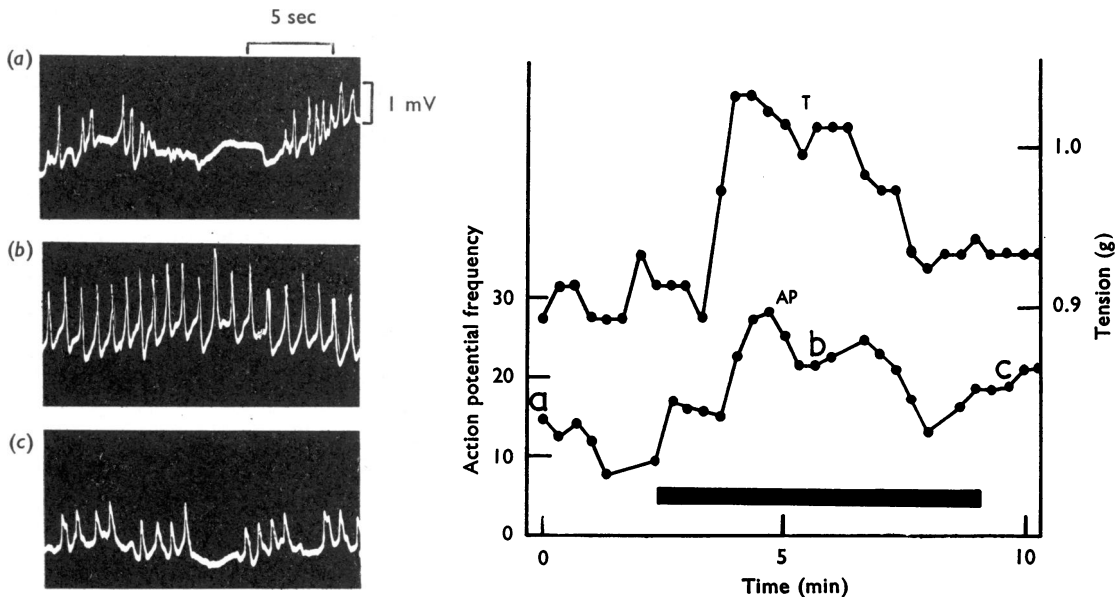 5 sec
(a)
1 mV
(b)
(c)
Action potential frequency
30
20
10
0
T
AP
a
b
c
1.0
0.9
Tension (g)
0
5
10
Time (min)